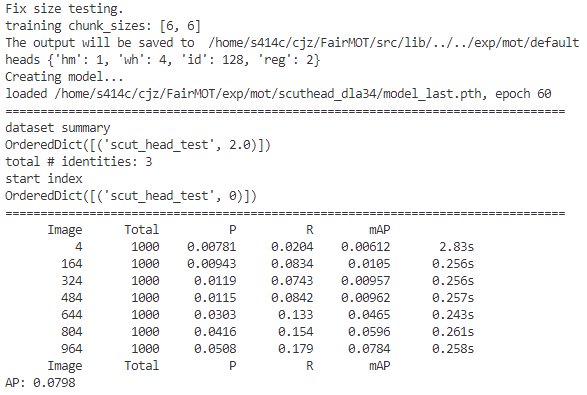 Fix size testing.
training chunk_sizes: [6, 6]
The output will be saved to  /home/s414c/cjz/FairMOT/src/lib/../../exp/mot/default
heads {'hm': 1, 'wh': 4, 'id': 128, 'reg': 2}
Creating model...
loaded /home/s414c/cjz/FairMOT/exp/mot/scuthead_dla34/model_last.pth, epoch 60
================================================================================
dataset summary
OrderedDict([('scut_head_test', 2.0)])
total # identities: 3
start index
OrderedDict([('scut_head_test', 0)])
================================================================================
Image Total P R mAP
4 1000 0.00781 0.0204 0.00612 2.83s
164 1000 0.00943 0.0834 0.0105 0.256s
324 1000 0.0119 0.0743 0.00957 0.256s
484 1000 0.0115 0.0842 0.00962 0.257s
644 1000 0.0303 0.133 0.0465 0.243s
804 1000 0.0416 0.154 0.0596 0.261s
964 1000 0.0508 0.179 0.0784 0.258s
Image Total P R mAP
AP: 0.0798